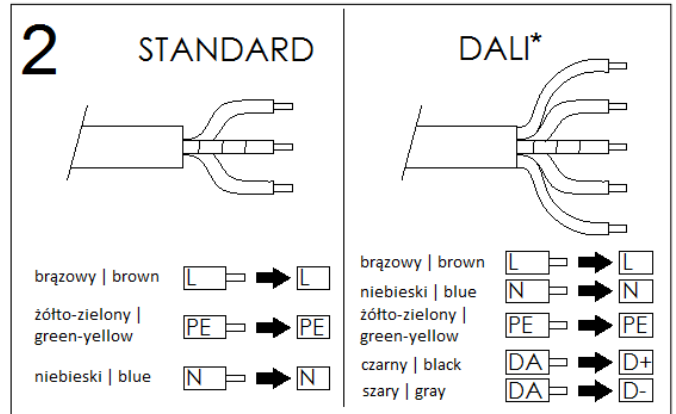 2
STANDARD
brązowy | brown L L
żółto-zielony |
green-yellow PE PE
niebieski | blue N N
DALI*
brązowy | brown L L
niebieski | blue N N
żółto-zielony |
green-yellow PE PE
czarny | black DA D+
szary | gray DA D-